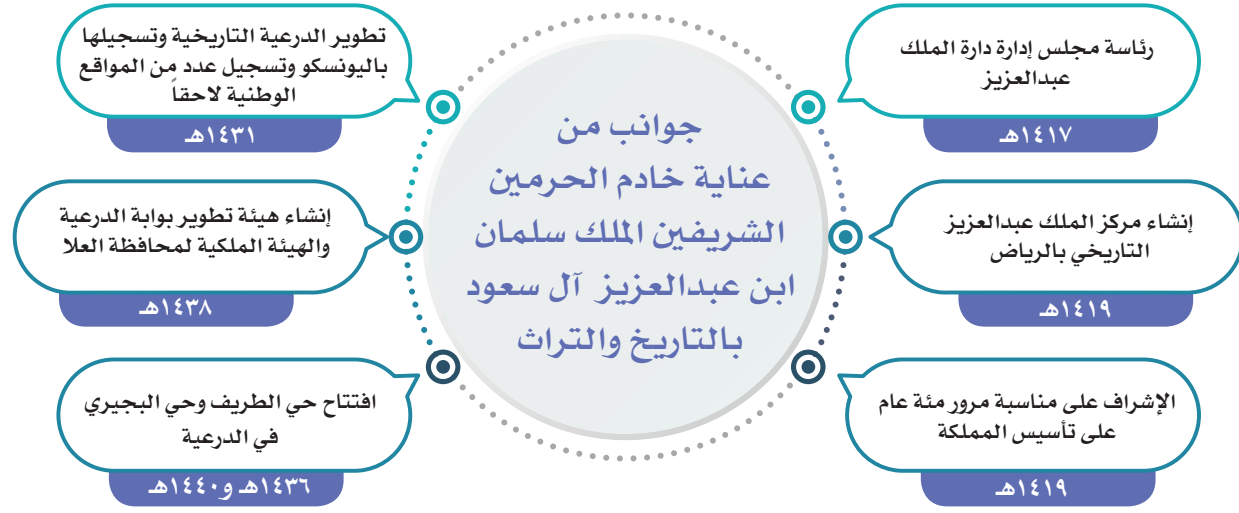 جوانب من
عناية خادم الحرمين
الشريفين الملك سلمان
ابن عبدالعزيز آل سعود
بالتاريخ والتراث
رئاسة مجلس إدارة دارة الملك
عبدالعزيز
١٤١٧هـ
إنشاء مركز الملك عبدالعزيز
التاريخي بالرياض
١٤١٩هـ
الإشراف على مناسبة مرور مئة عام
على تأسيس المملكة
١٤١٩هـ
تطوير الدرعية التاريخية وتسجيلها
باليونسكو وتسجيل عدد من المواقع
الوطنية لاحقاً
١٤٣١هـ
إنشاء هيئة تطوير بوابة الدرعية
والهيئة الملكية لمحافظة العلا
١٤٣٨هـ
افتتاح حي الطريف وحي البجيري
في الدرعية
١٤٣٦هـ و١٤٤٠هـ